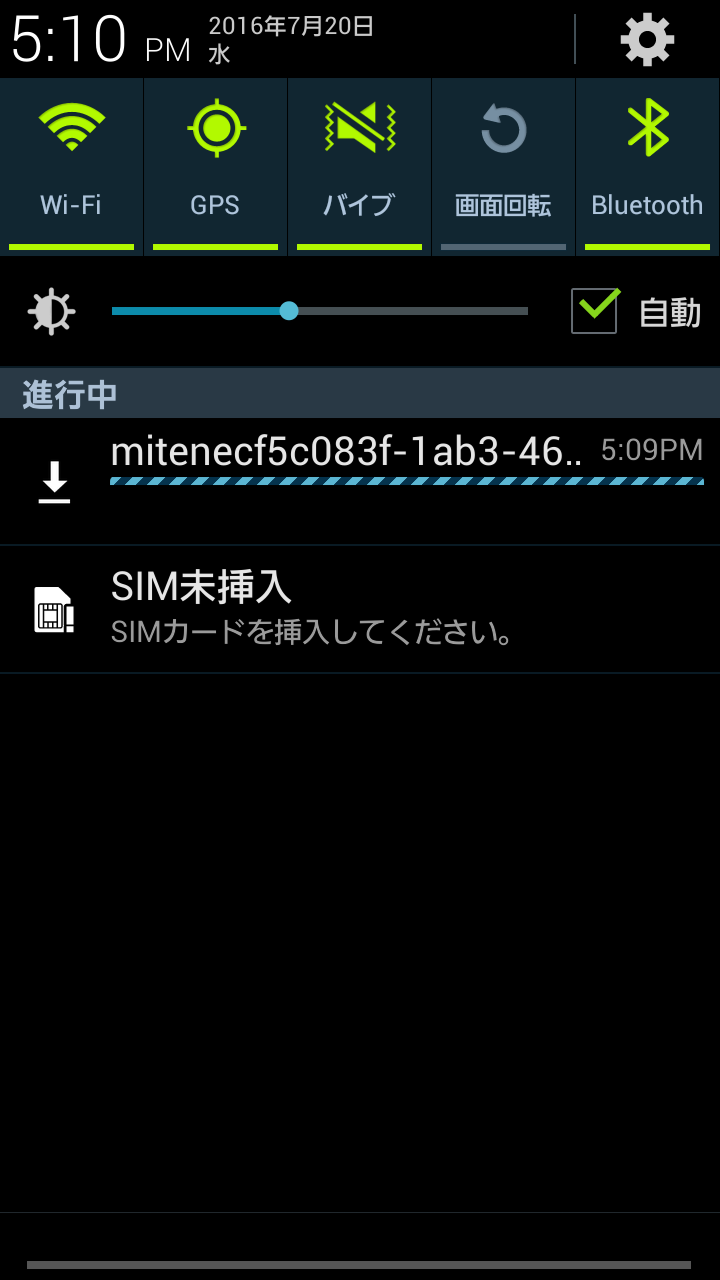 5:10 PM
2016年7月20日
水
Wi-Fi
GPS
バイブ
画面回転
Bluetooth
自動
進行中
mitenecf5c083f-1ab3-46.. 5:09PM
SIM未挿入
SIMカードを挿入してください。